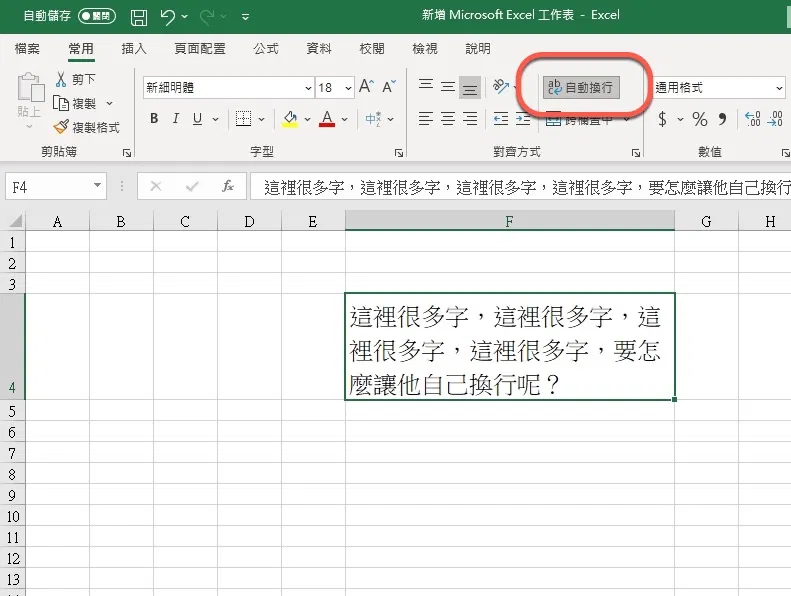 自動儲存 關閉 新增 Microsoft Excel 工作表 - Excel
檔案 常用 插入 頁面配置 公式 資料 校閱 檢視 說明
貼上
剪下
複製
複製格式
剪貼簿
新細明體 18 A A
B I U A 中
字型
ab 自動換行
跨欄置中
對齊方式
通用格式
$ % 9 .00 .00
數值
F4 fx 這裡很多字，這裡很多字，這裡很多字，這裡很多字，要怎麼讓他自己換行
A B C D E F G H
1
2
3
這裡很多字，這裡很多字，這
裡很多字，這裡很多字，要怎
麼讓他自己換行呢？
4
5
6
7
8
9
10
11
12
13